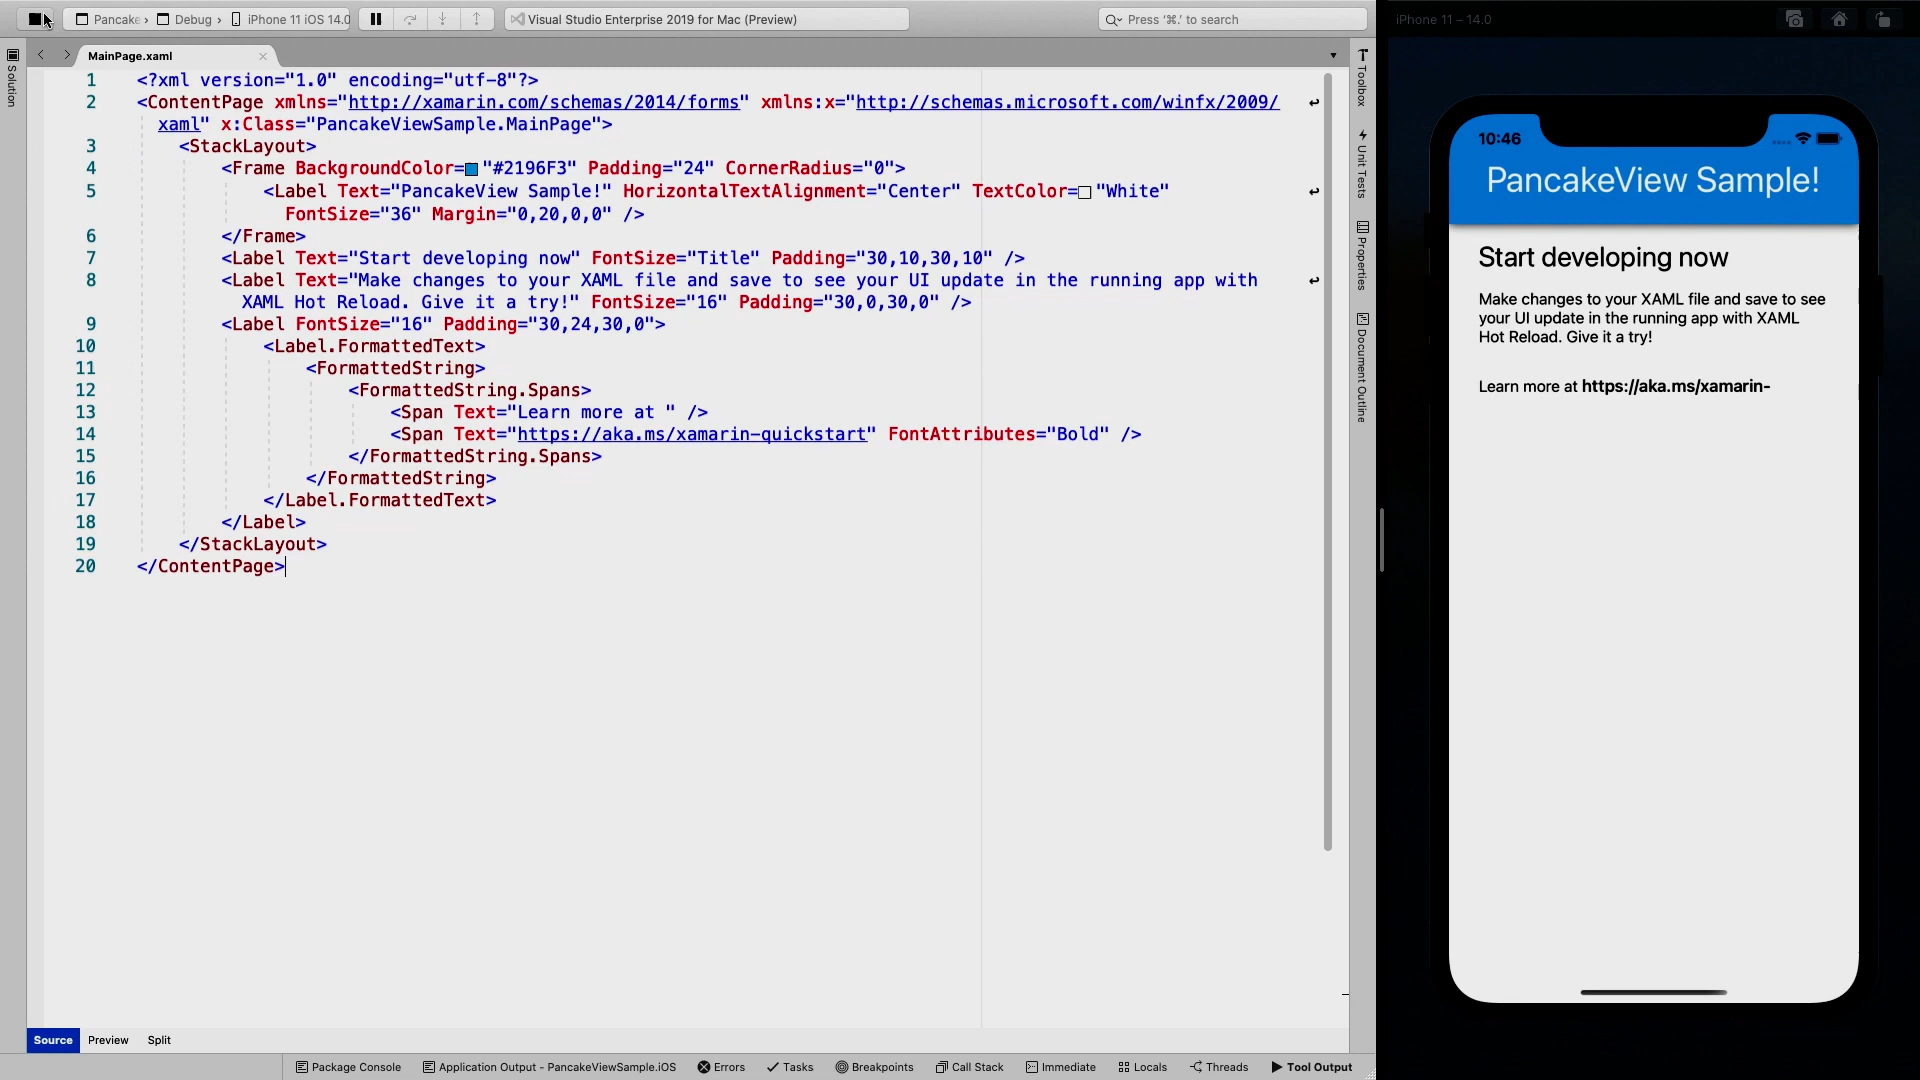 Pancake › Debug › iPhone 11 iOS 14.0
Visual Studio Enterprise 2019 for Mac (Preview)
Press '⌘.' to search
Solution
MainPage.xaml
1 <?xml version="1.0" encoding="utf-8"?>
2 <ContentPage xmlns="http://xamarin.com/schemas/2014/forms" xmlns:x="http://schemas.microsoft.com/winfx/2009/
xaml" x:Class="PancakeViewSample.MainPage">
3 <StackLayout>
4 <Frame BackgroundColor="#2196F3" Padding="24" CornerRadius="0">
5 <Label Text="PancakeView Sample!" HorizontalTextAlignment="Center" TextColor="White"
FontSize="36" Margin="0,20,0,0" />
6 </Frame>
7 <Label Text="Start developing now" FontSize="Title" Padding="30,10,30,10" />
8 <Label Text="Make changes to your XAML file and save to see your UI update in the running app with
XAML Hot Reload. Give it a try!" FontSize="16" Padding="30,0,30,0" />
9 <Label FontSize="16" Padding="30,24,30,0">
10 <Label.FormattedText>
11 <FormattedString>
12 <FormattedString.Spans>
13 <Span Text="Learn more at " />
14 <Span Text="https://aka.ms/xamarin-quickstart" FontAttributes="Bold" />
15 </FormattedString.Spans>
16 </FormattedString>
17 </Label.FormattedText>
18 </Label>
19 </StackLayout>
20 </ContentPage>
Toolbox
Unit Tests
Properties
Document Outline
Source Preview Split
Package Console Application Output - PancakeViewSample.iOS Errors Tasks Breakpoints Call Stack Immediate Locals Threads Tool Output
iPhone 11 – 14.0
10:46
PancakeView Sample!
Start developing now
Make changes to your XAML file and save to see
your UI update in the running app with XAML
Hot Reload. Give it a try!
Learn more at https://aka.ms/xamarin-